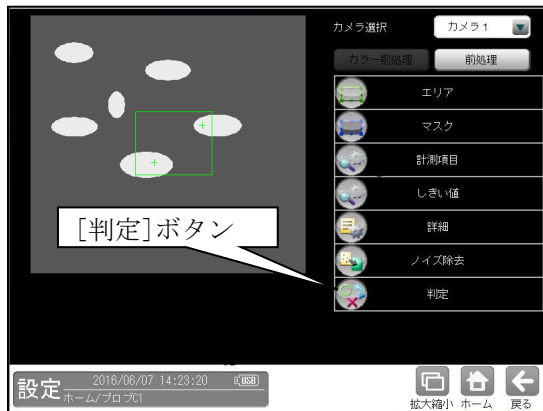 カメラ選択
カメラ1
カラー前処理
前処理
エリア
マスク
計測項目
しきい値
詳細
ノイズ除去
判定
[判定]ボタン
設定
2016/06/07 14:23:20
USB
ホーム/ブロブC1
拡大縮小
ホーム
戻る